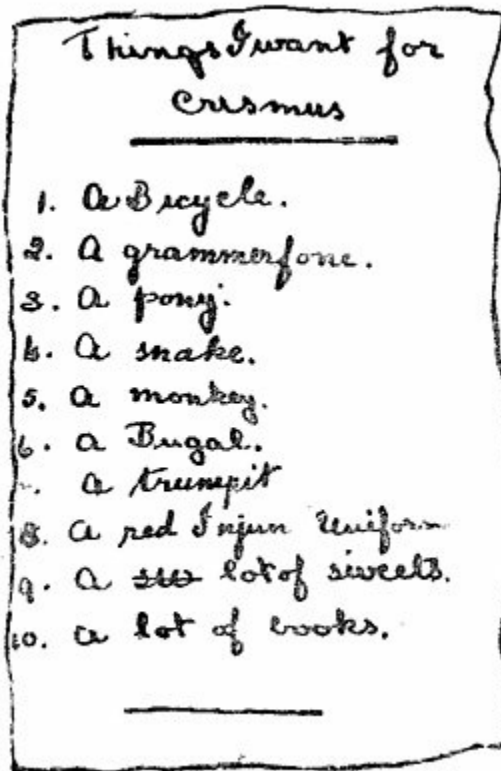 Things I want for
Crismus
1. A Bicycle.
2. A grammerfone.
3. A pony.
4. A snake.
5. A monkey.
6. A Bugal.
7. A trumpit
8. A red Injun Uniform
9. A lot of sweets.
10. A lot of books.